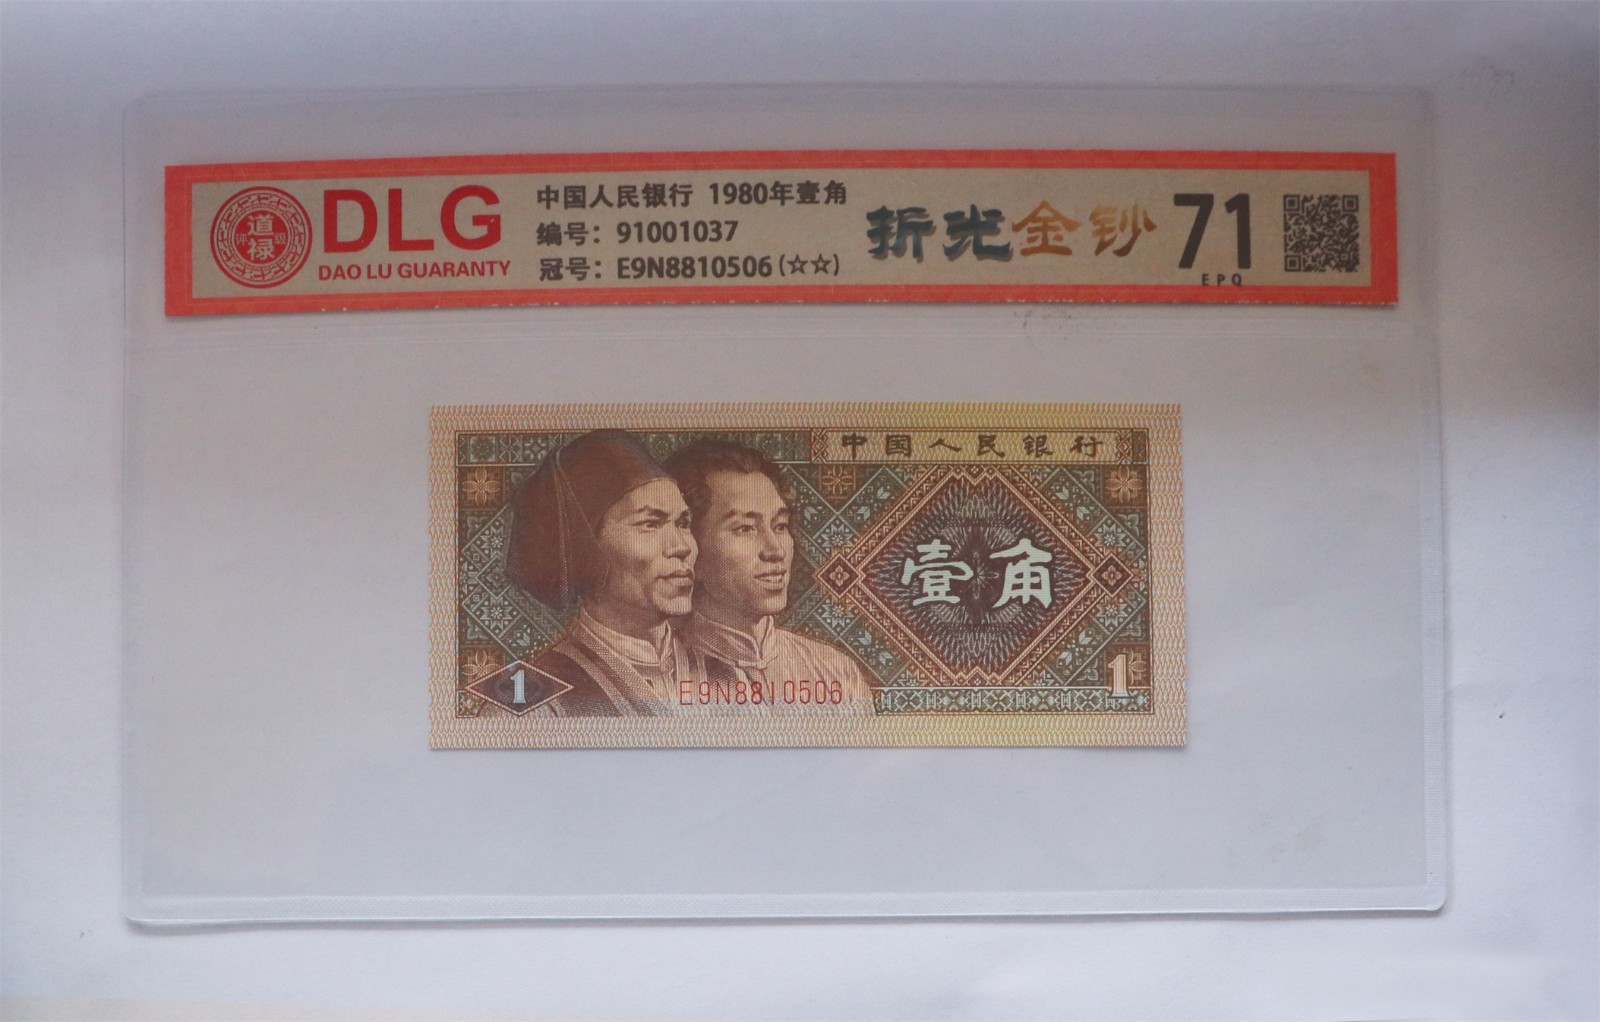 道禄
评级
DLG
DAO LU GUARANTY
中国人民银行 1980年壹角
编号：91001037
冠号：E9N8810506(☆☆)
折光金钞
71
EPQ
中国人民银行
壹角
1
E9N8810506
1